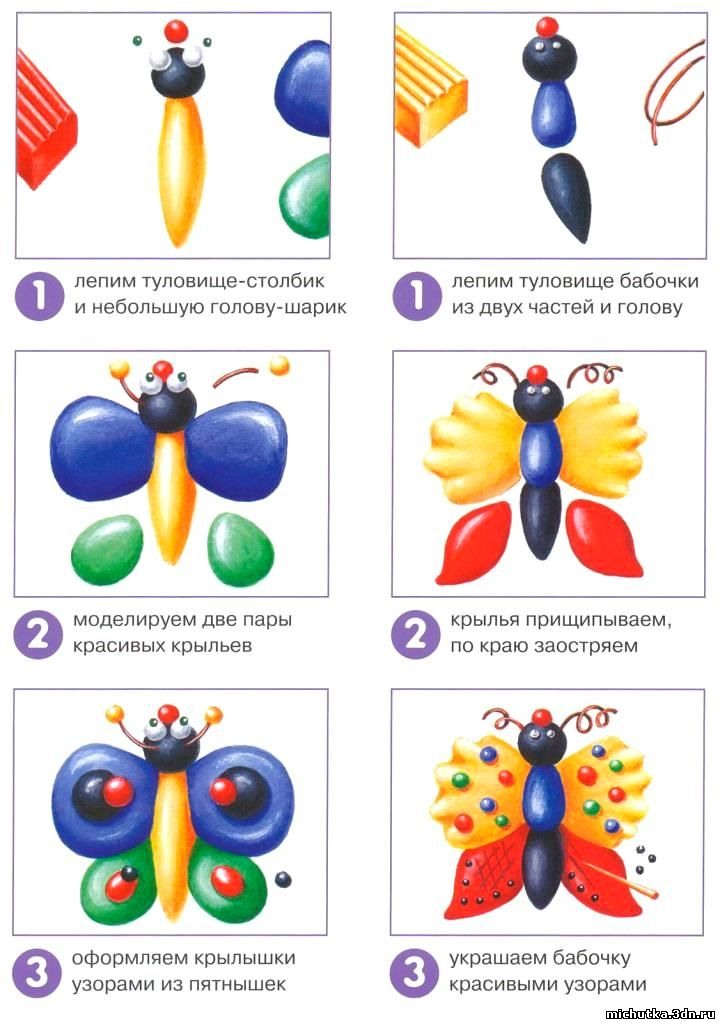 1
лепим туловище-столбик
и небольшую голову-шарик
1
лепим туловище бабочки
из двух частей и голову
2
моделируем две пары
красивых крыльев
2
крылья прищипываем,
по краю заостряем
3
оформляем крылышки
узорами из пятнышек
3
украшаем бабочку
красивыми узорами
michutka.3dn.ru